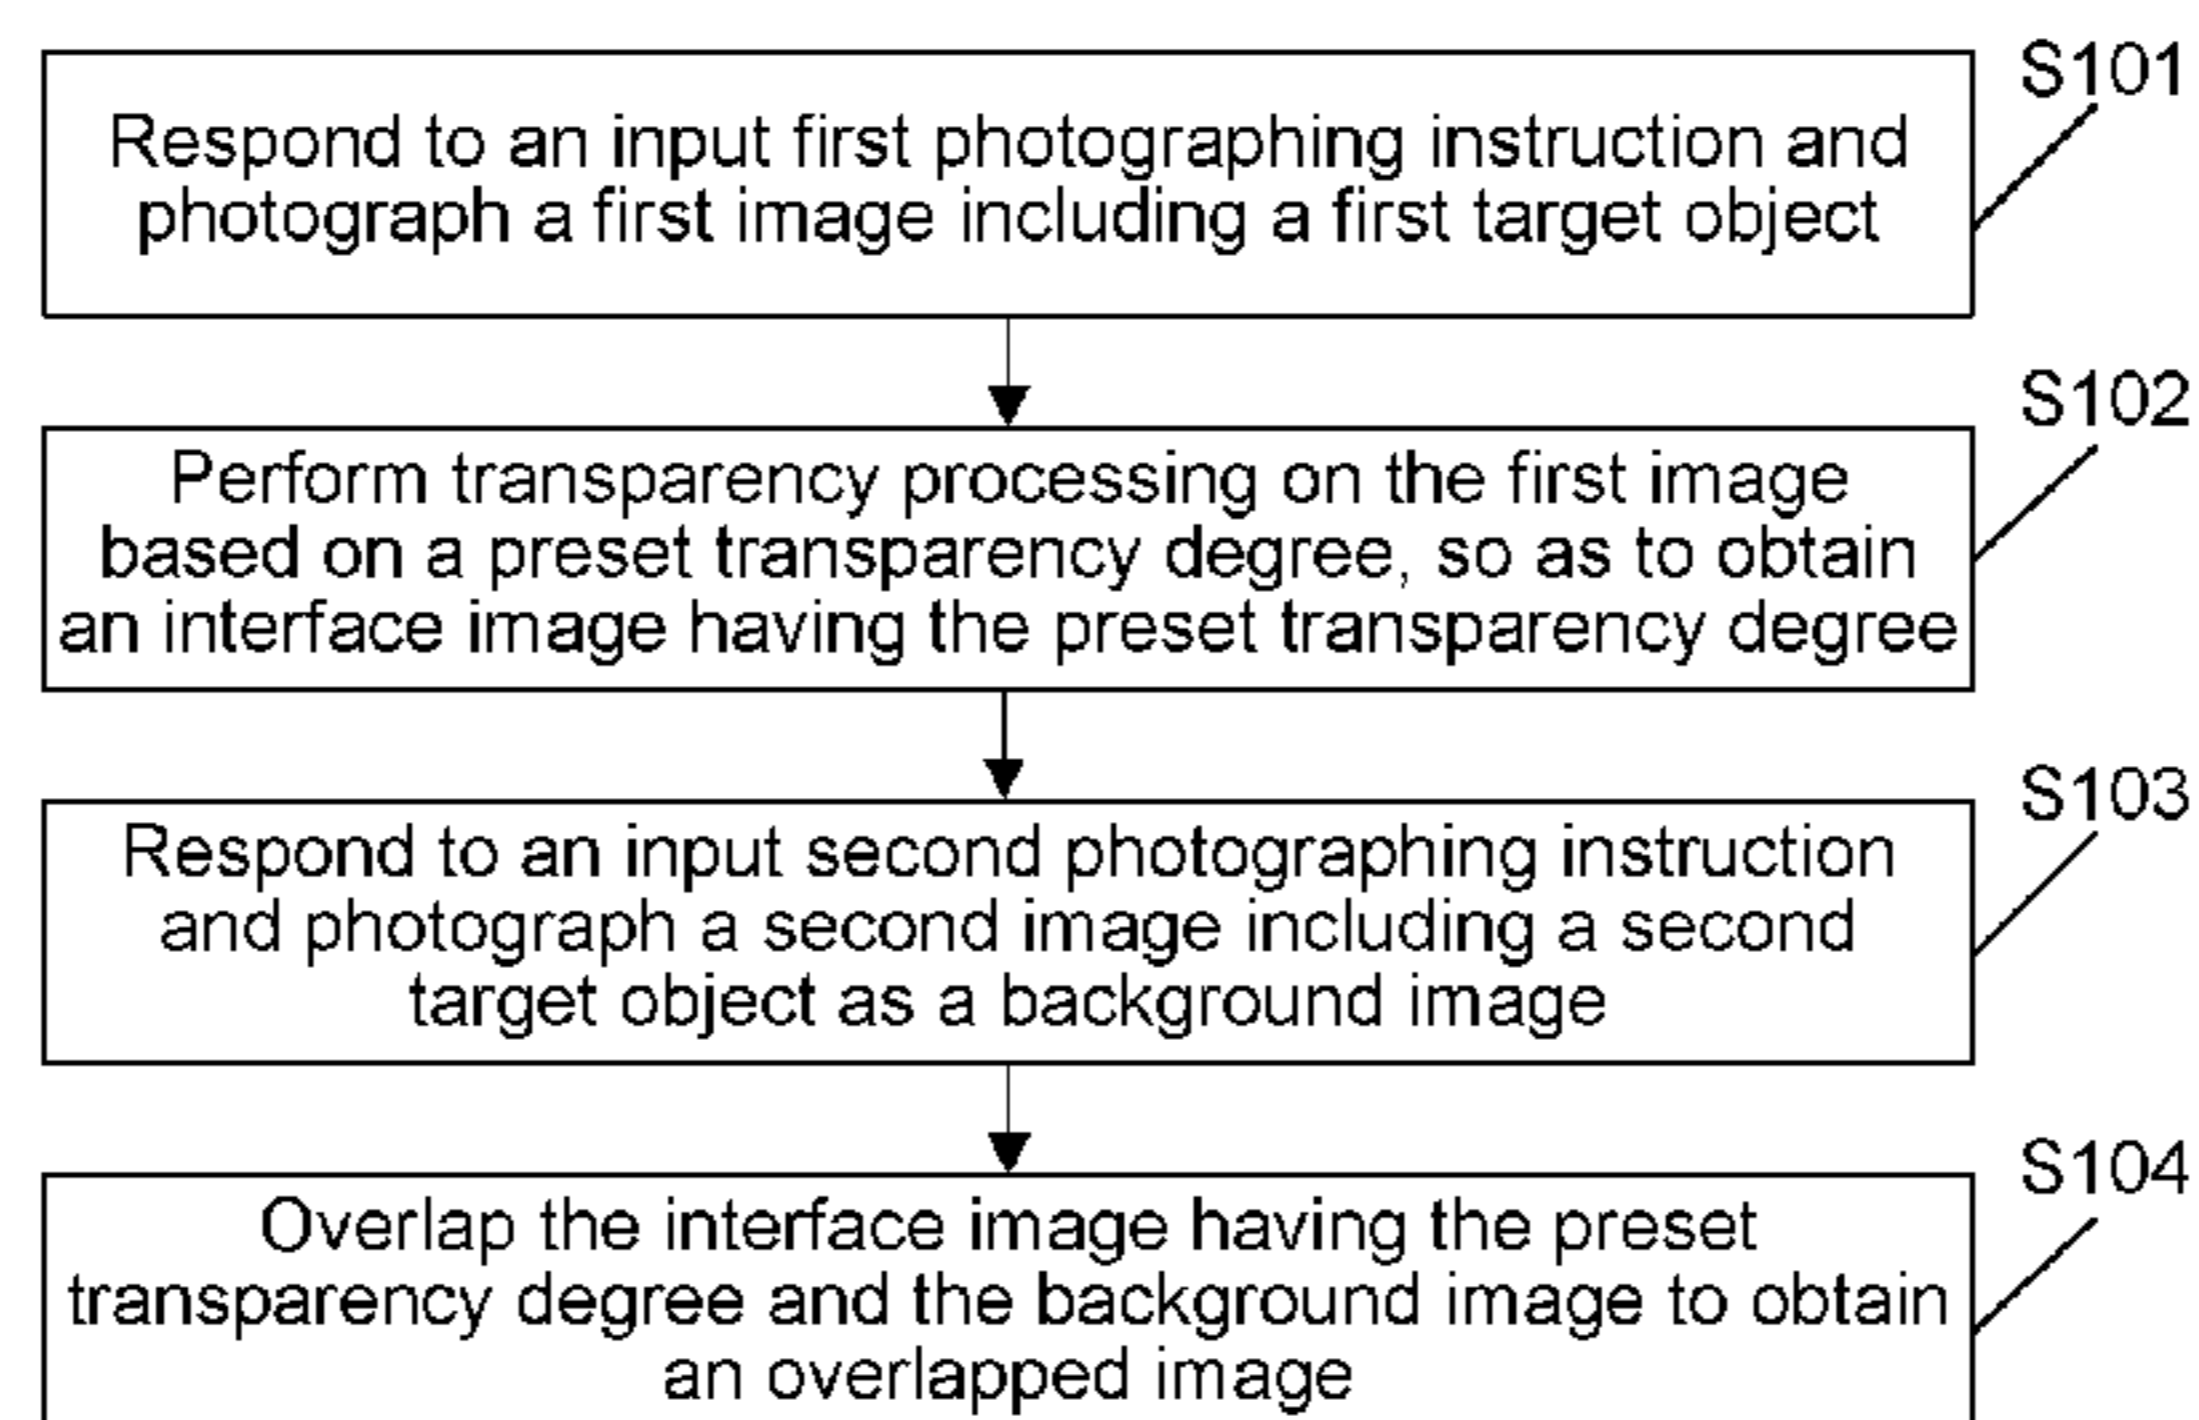 S101
Respond to an input first photographing instruction and
photograph a first image including a first target object
S102
Perform transparency processing on the first image
based on a preset transparency degree, so as to obtain
an interface image having the preset transparency degree
S103
Respond to an input second photographing instruction
and photograph a second image including a second
target object as a background image
S104
Overlap the interface image having the preset
transparency degree and the background image to obtain
an overlapped image